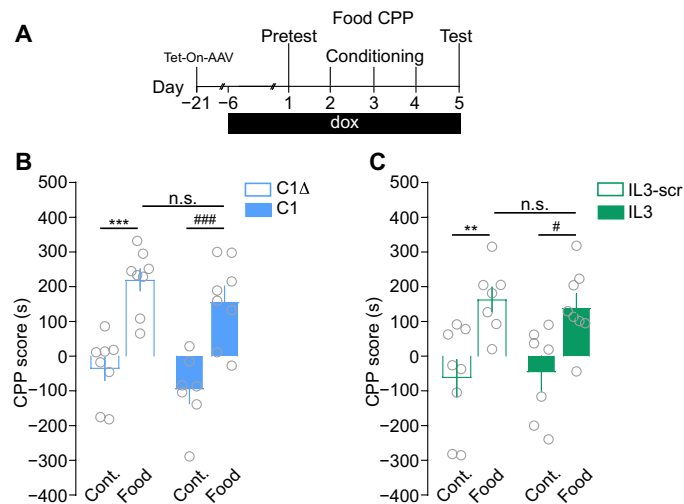 A
Food CPP
Pretest
Test
Tet-On-AAV
Conditioning
Day
−21 −6 1 2 3 4 5
dox
B
C1Δ
C1
n.s.
***
###
CPP score (s)
500
400
300
200
100
0
−100
−200
−300
−400
Cont. Food Cont. Food
C
IL3-scr
IL3
n.s.
**
#
CPP score (s)
500
400
300
200
100
0
−100
−200
−300
−400
Cont. Food Cont. Food